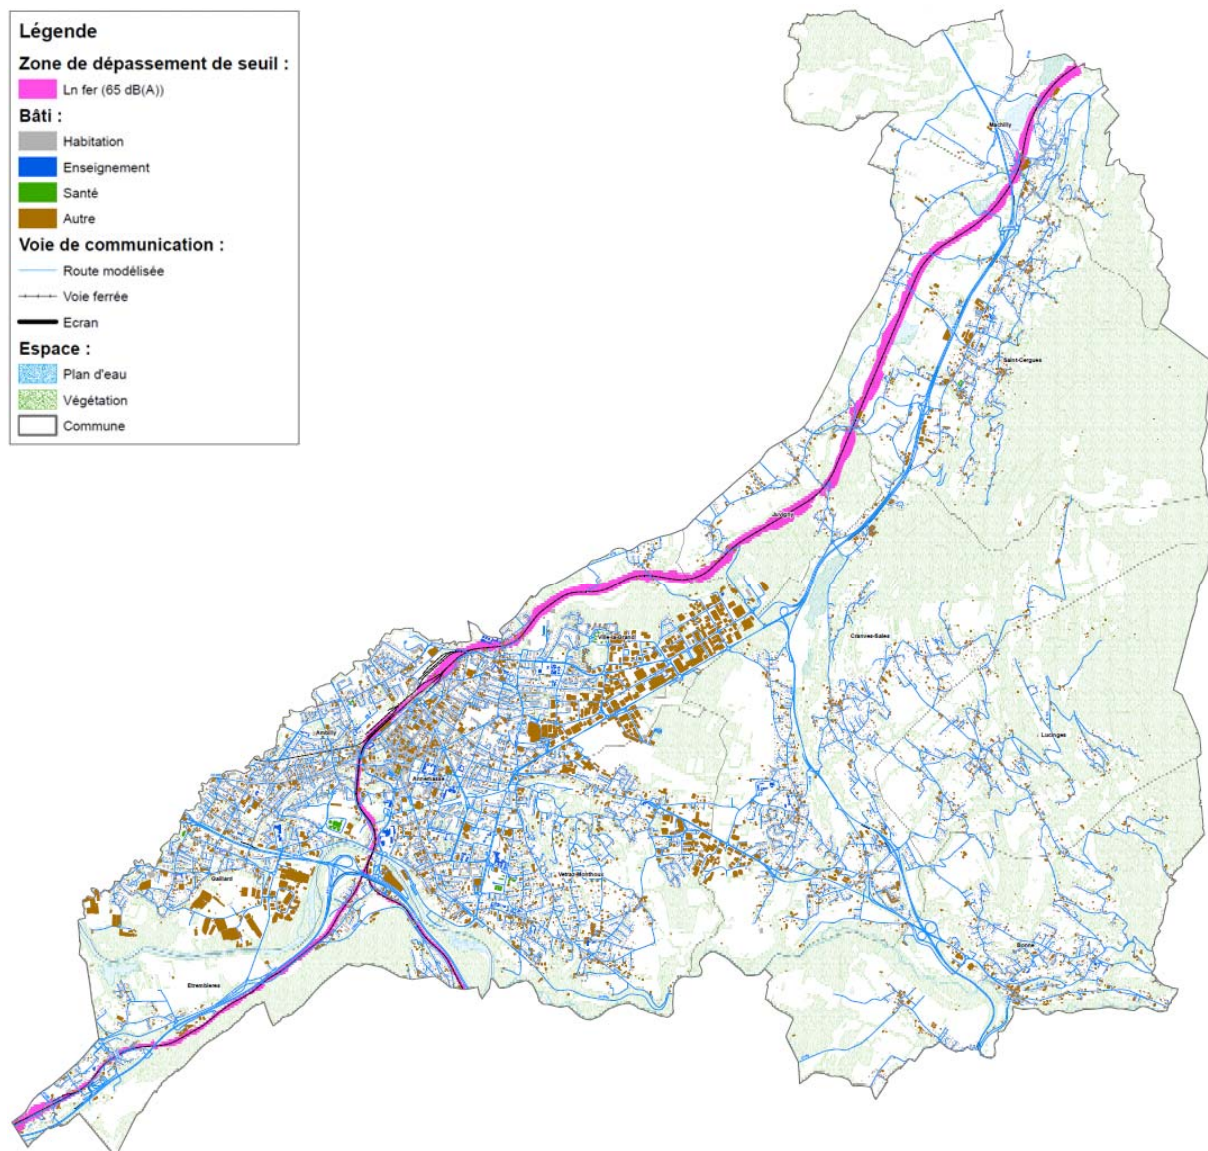 Légende
Zone de dépassement de seuil :
Ln fer (65 dB(A))
Bâti :
Habitation
Enseignement
Santé
Autre
Voie de communication :
Route modélisée
Voie ferrée
Ecran
Espace :
Plan d'eau
Végétation
Commune
Machilly
Saint-Cergues
Juvigny
Ville-la-Grand
Cranves-Sales
Lucinges
Ambilly
Annemasse
Gaillard
Vetraz-Monthoux
Bonne
Etrembieres